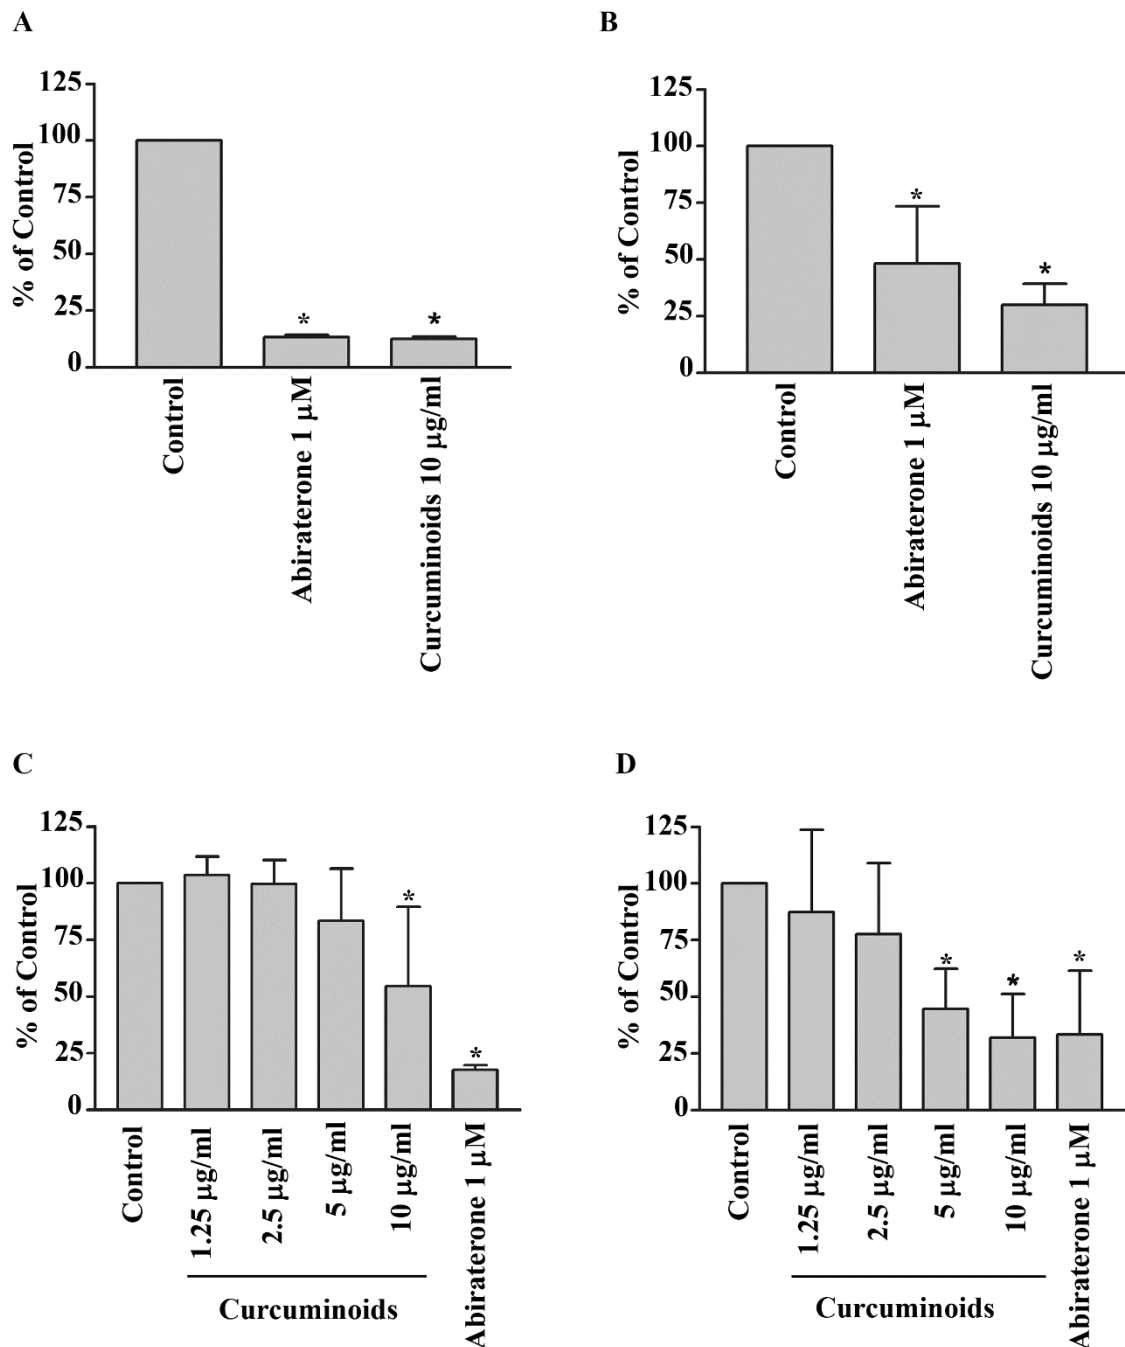 A
125
100
75
50
25
0
% of Control
*
*
Control
Abiraterone 1 μM
Curcuminoids 10 μg/ml
B
125
100
75
50
25
0
% of Control
*
*
Control
Abiraterone 1 μM
Curcuminoids 10 μg/ml
C
125
100
75
50
25
0
% of Control
*
*
Control
1.25 μg/ml
2.5 μg/ml
5 μg/ml
10 μg/ml
Abiraterone 1 μM
Curcuminoids
D
125
100
75
50
25
0
% of Control
*
*
*
Control
1.25 μg/ml
2.5 μg/ml
5 μg/ml
10 μg/ml
Abiraterone 1 μM
Curcuminoids